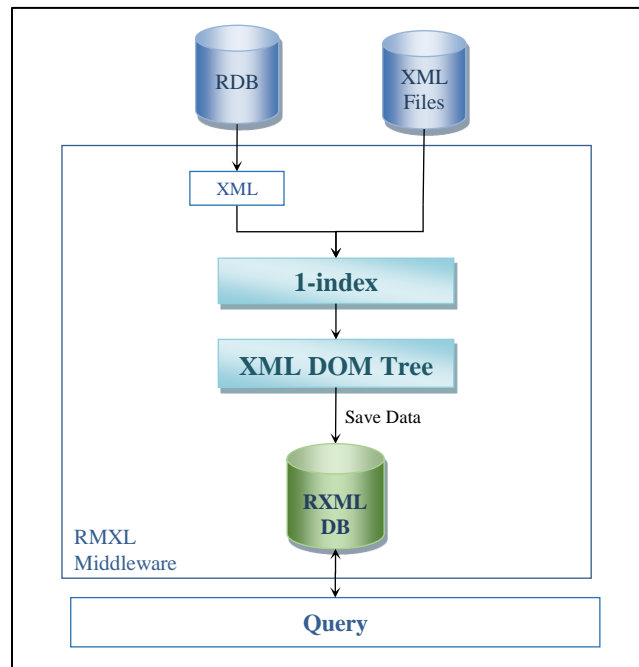 RDB
XML
Files
XML
1-index
XML DOM Tree
Save Data
RXML
DB
RMXL
Middleware
Query